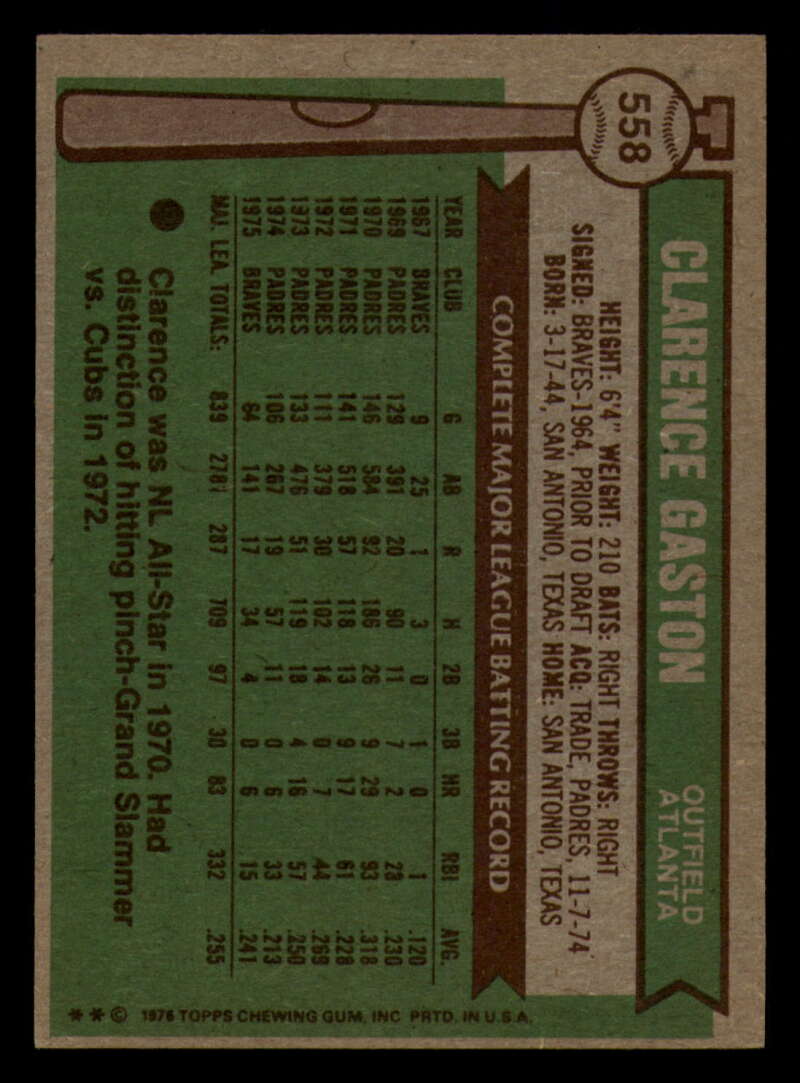 558
CLARENCE GASTON
OUTFIELD
ATLANTA
HEIGHT: 6'4" WEIGHT: 210 BATS: RIGHT THROWS: RIGHT
SIGNED: BRAVES-1964, PRIOR TO DRAFT ACQ: TRADE, PADRES, 11-7-74
BORN: 3-17-44, SAN ANTONIO, TEXAS HOME: SAN ANTONIO, TEXAS
COMPLETE MAJOR LEAGUE BATTING RECORD
YEAR CLUB G AB R H 2B 3B HR RBI AVG.
1967 BRAVES 9 25 1 3 0 1 0 1 .120
1969 PADRES 129 391 20 90 11 7 2 28 .230
1970 PADRES 146 584 92 186 26 9 29 93 .318
1971 PADRES 141 518 57 118 13 9 17 61 .228
1972 PADRES 111 379 30 102 14 0 7 44 .269
1973 PADRES 133 476 51 119 18 4 16 57 .250
1974 PADRES 106 267 19 57 11 0 6 33 .213
1975 BRAVES 64 141 17 34 4 0 6 15 .241
MAJ. LEA. TOTALS: 839 2781 287 709 97 30 83 332 .255
Clarence was NL All-Star in 1970. Had
distinction of hitting pinch-Grand Slammer
vs. Cubs in 1972.
**© 1976 TOPPS CHEWING GUM, INC PRTD. IN U.S.A.